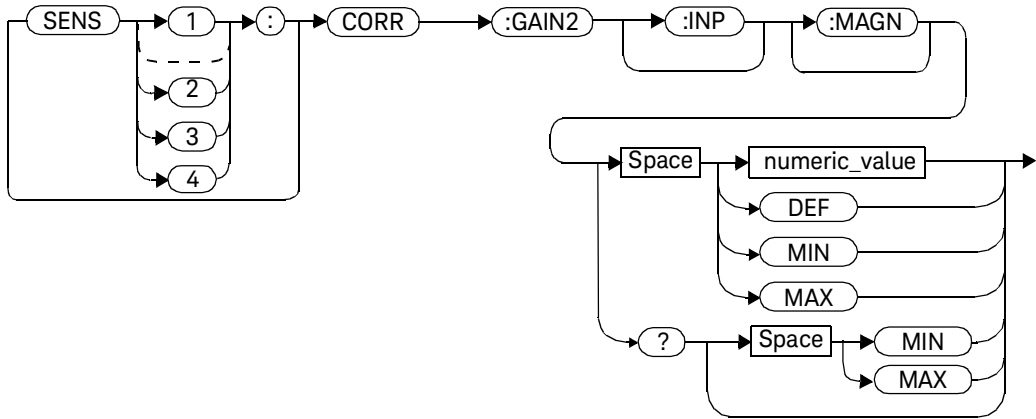 SENS 1 : CORR :GAIN2 :INP :MAGN
2
3
4
Space numeric_value
DEF
MIN
MAX
? Space MIN
MAX